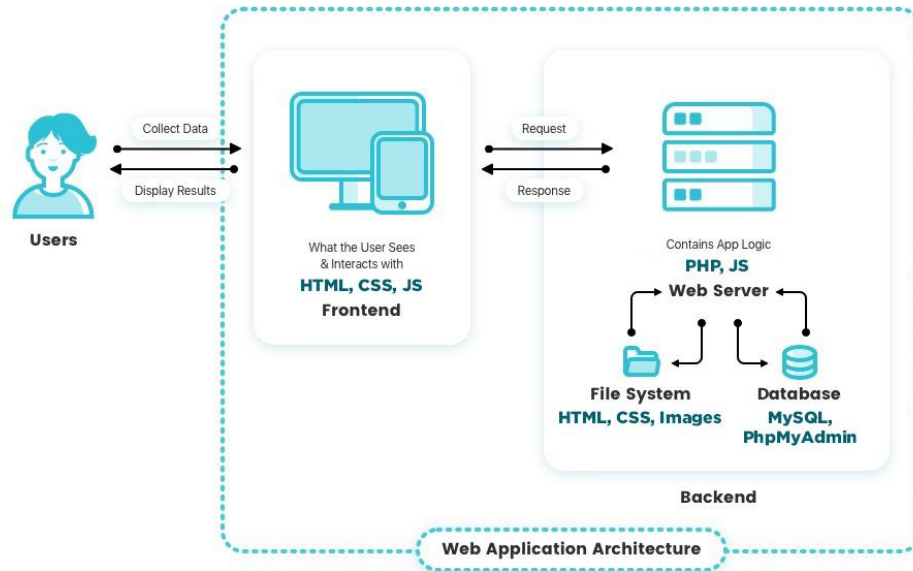 Collect Data
Display Results
Users
What the User Sees
& Interacts with
HTML, CSS, JS
Frontend
Request
Response
Contains App Logic
PHP, JS
Web Server
File System
HTML, CSS, Images
Database
MySQL,
PhpMyAdmin
Backend
Web Application Architecture